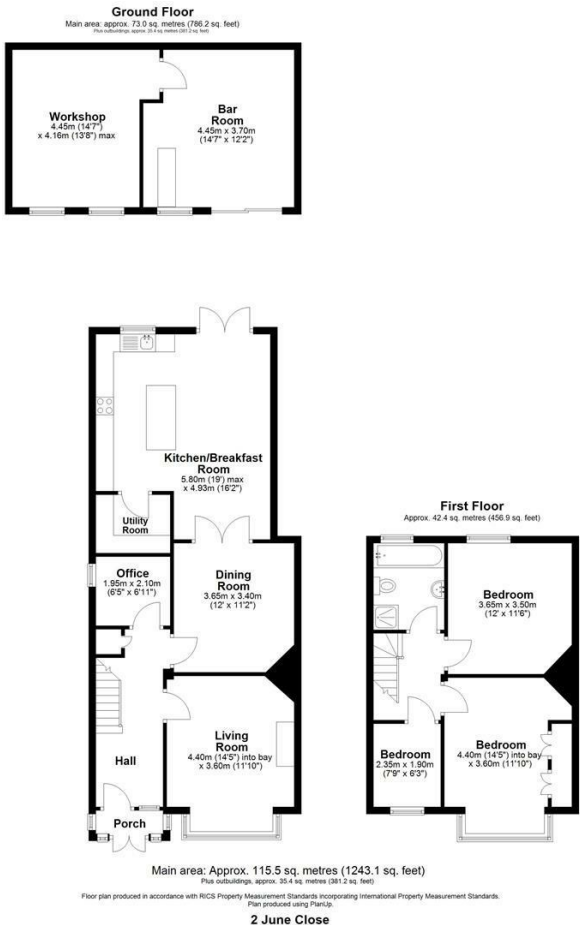 Ground Floor
Main area: approx. 73.0 sq. metres (786.2 sq. feet)
Plus outbuildings, approx. 35.4 sq. metres (381.2 sq. feet)
Workshop
4.45m (14'7")
x 4.16m (13'8") max
Bar
Room
4.45m x 3.70m
(14'7" x 12'2")
Kitchen/Breakfast
Room
5.80m (19') max
x 4.93m (16'2")
Utility
Room
Office
1.95m x 2.10m
(6'5" x 6'11")
Dining
Room
3.65m x 3.40m
(12' x 11'2")
Living
Room
4.40m (14'5") into bay
x 3.60m (11'10")
Hall
Porch
First Floor
Approx. 42.4 sq. metres (456.9 sq. feet)
Bedroom
3.65m x 3.50m
(12' x 11'6")
Bedroom
2.35m x 1.90m
(7'9" x 6'3")
Bedroom
4.40m (14'5") into bay
x 3.60m (11'10")
Main area: Approx. 115.5 sq. metres (1243.1 sq. feet)
Plus outbuildings, approx. 35.4 sq. metres (381.2 sq. feet)
Floor plan produced in accordance with RICS Property Measurement Standards incorporating International Property Measurement Standards.
Plan produced using PlanUp.
2 June Close